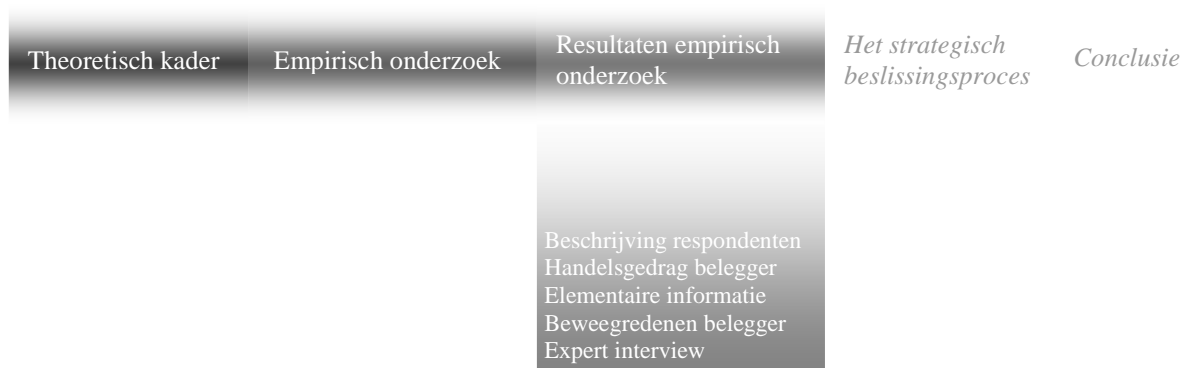 Theoretisch kader
Empirisch onderzoek
Resultaten empirisch
onderzoek
Het strategisch
beslissingsproces
Conclusie
Beschrijving respondenten
Handelsgedrag belegger
Elementaire informatie
Beweegredenen belegger
Expert interview